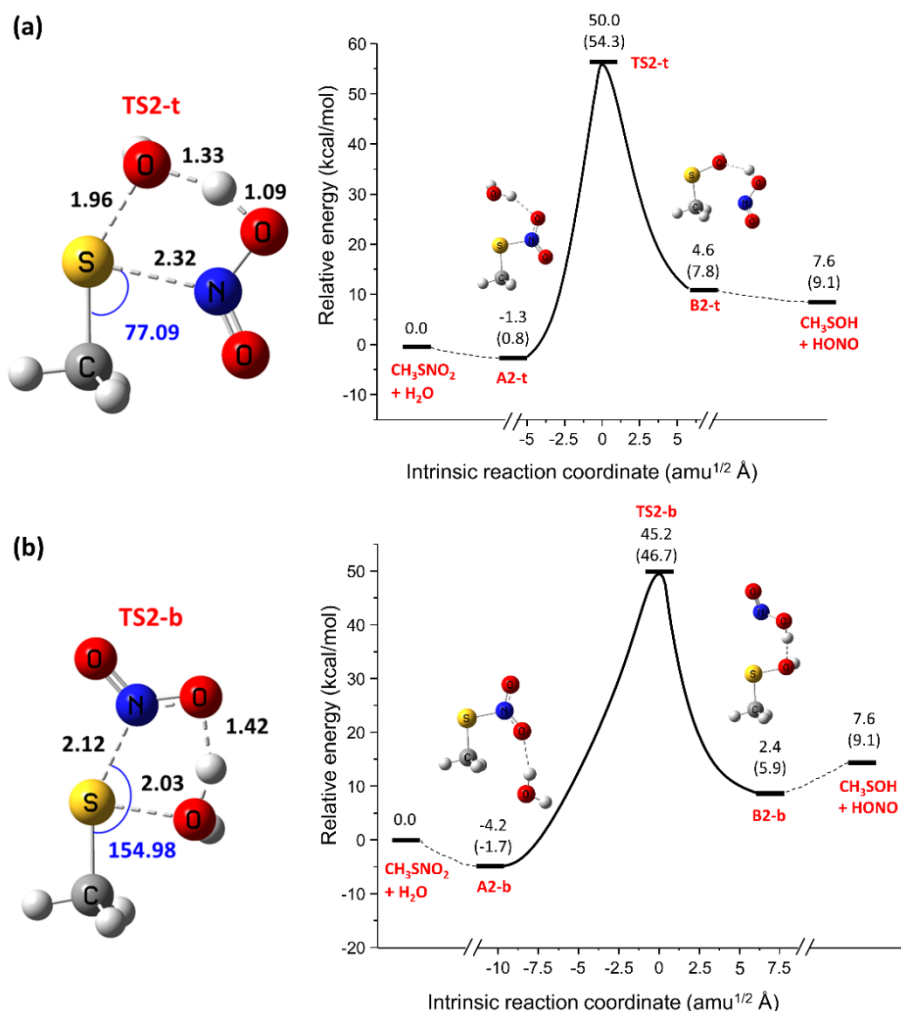 (a)
TS2-t
O
1.33
1.09
O
1.96
S
2.32
N
77.09
O
C
Relative energy (kcal/mol)
60
50
40
30
20
10
0
-10
50.0
(54.3)
TS2-t
0.0
CH₃SNO₂
+ H₂O
-1.3
(0.8)
A2-t
4.6
(7.8)
B2-t
7.6
(9.1)
CH₃SOH
+ HONO
-5
-2.5
0
2.5
5
Intrinsic reaction coordinate (amu^1/2 Å)
(b)
TS2-b
O
N
O
1.42
2.12
2.03
S
O
154.98
C
Relative energy (kcal/mol)
50
40
30
20
10
0
-10
-20
TS2-b
45.2
(46.7)
0.0
CH₃SNO₂
+ H₂O
-4.2
(-1.7)
A2-b
2.4
(5.9)
B2-b
7.6
(9.1)
CH₃SOH
+ HONO
-10
-7.5
-5
-2.5
0
2.5
5
7.5
Intrinsic reaction coordinate (amu^1/2 Å)